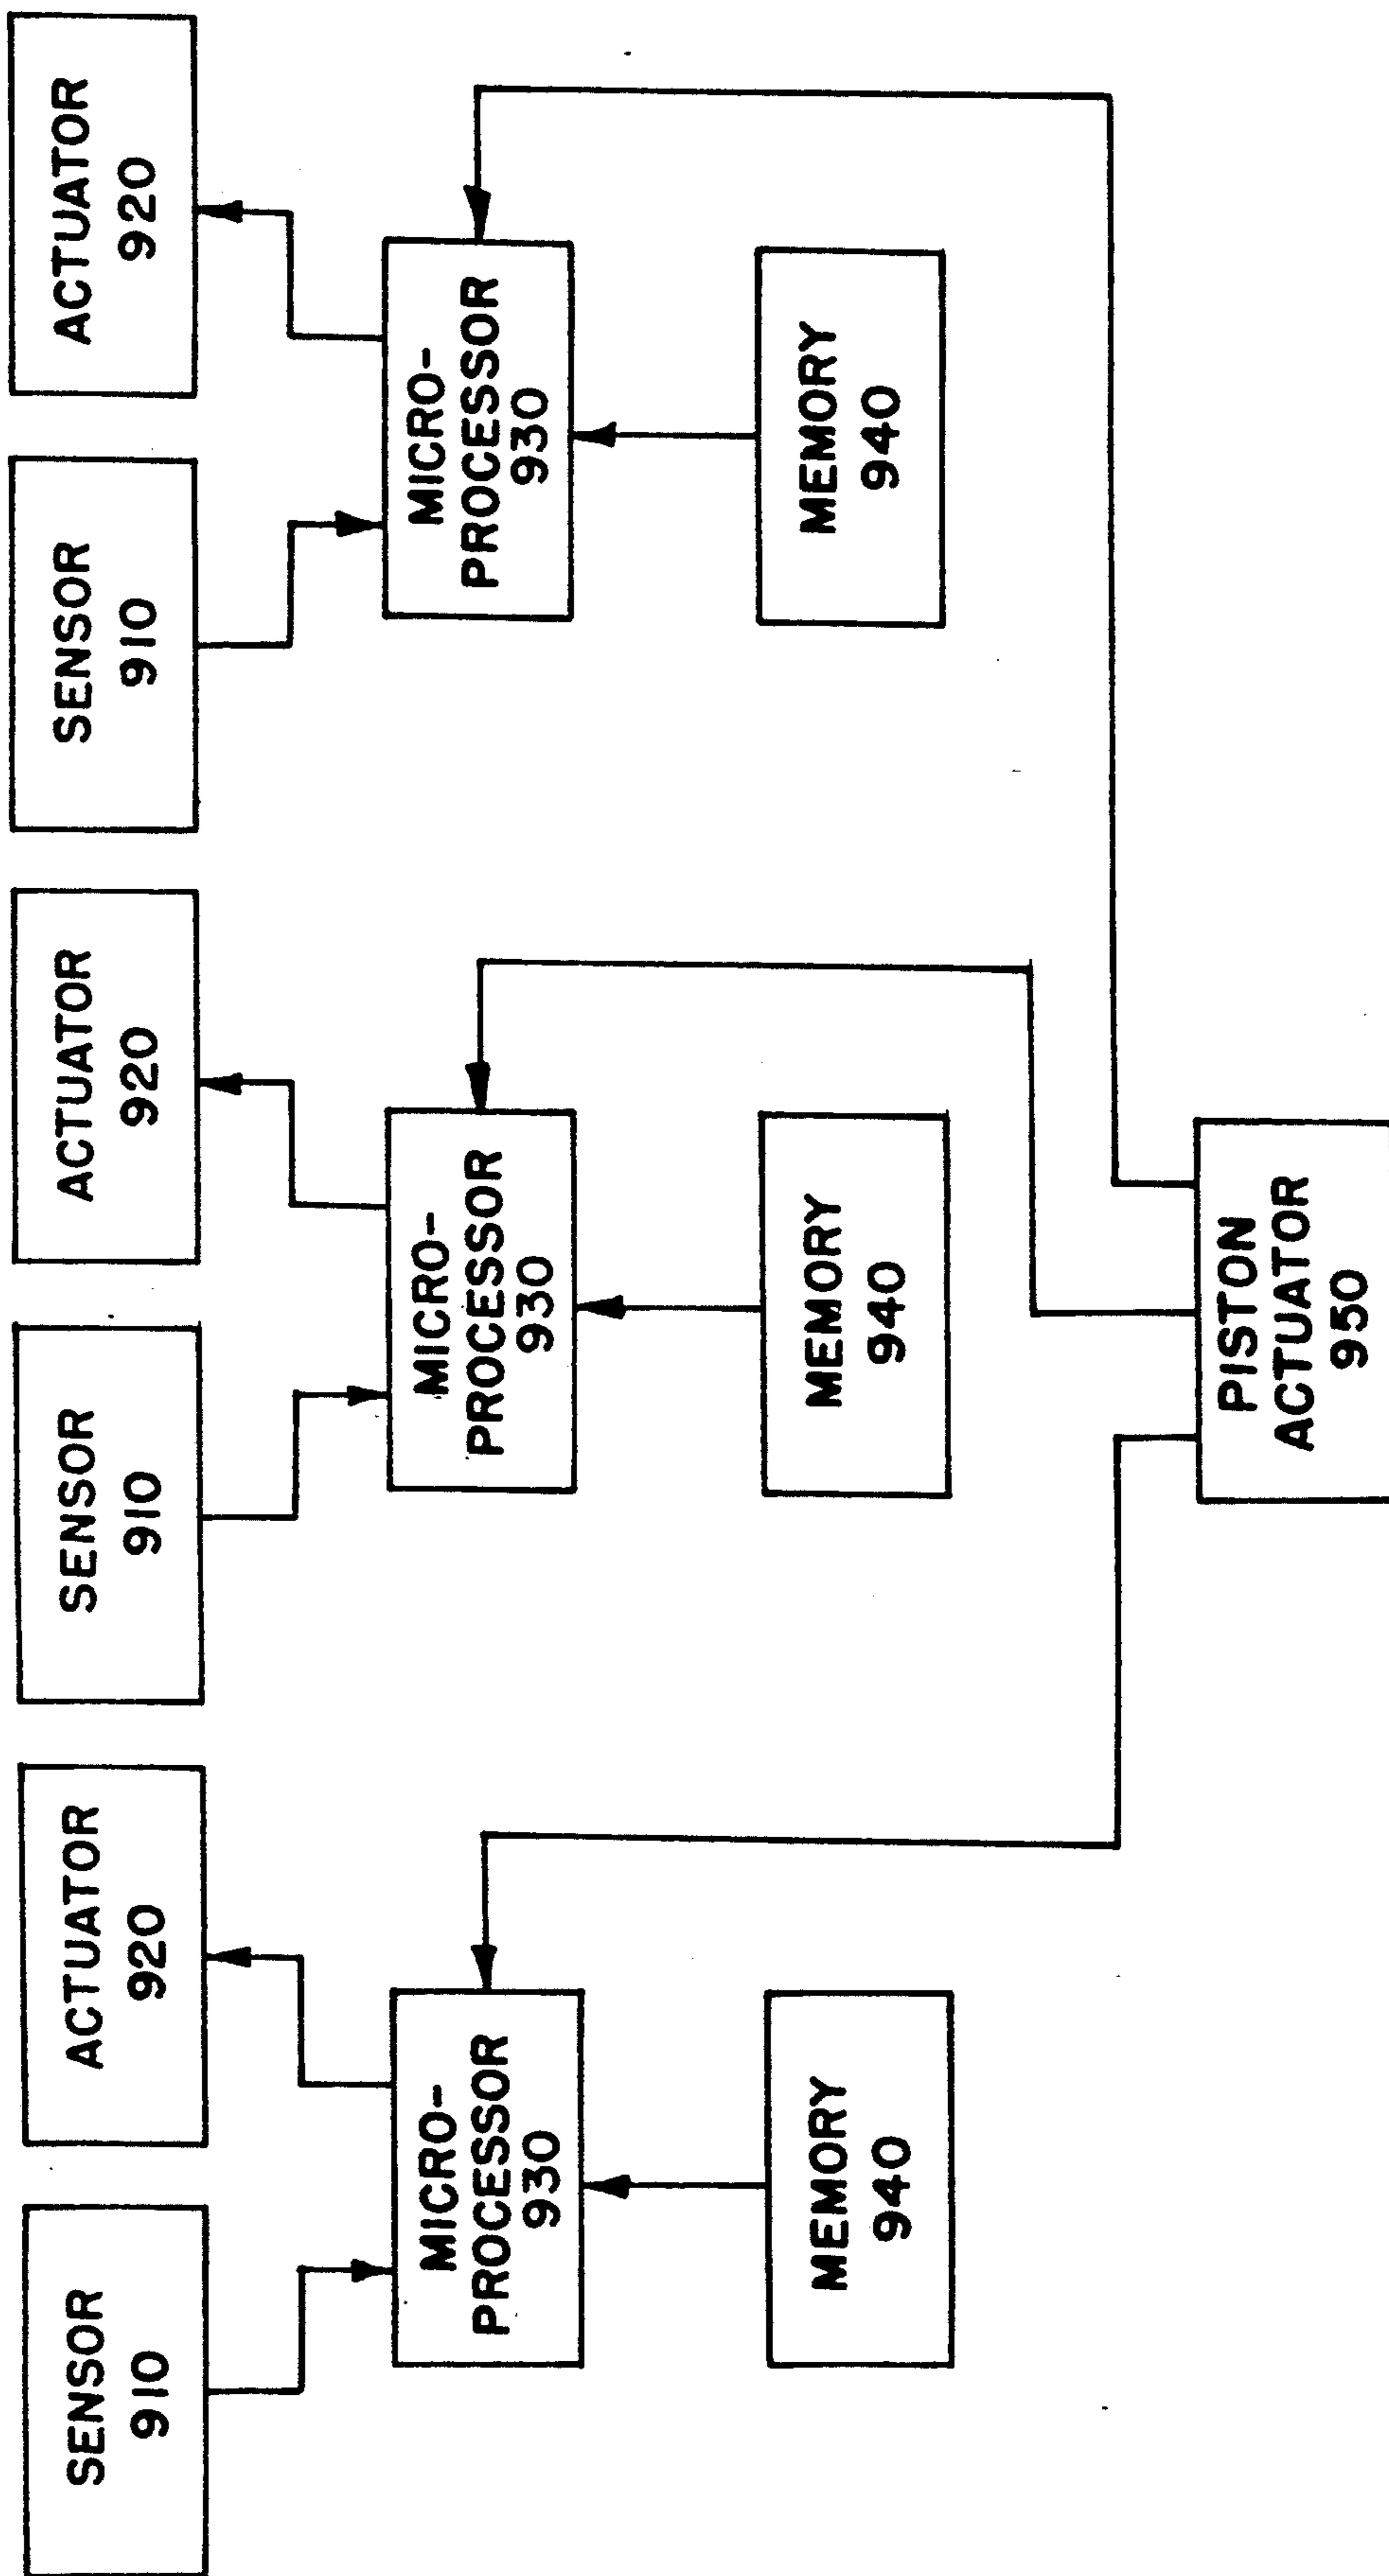 SENSOR
910
ACTUATOR
920
SENSOR
910
ACTUATOR
920
SENSOR
910
ACTUATOR
920
MICRO-
PROCESSOR
930
MICRO-
PROCESSOR
930
MICRO-
PROCESSOR
930
MEMORY
940
MEMORY
940
MEMORY
940
PISTON
ACTUATOR
950